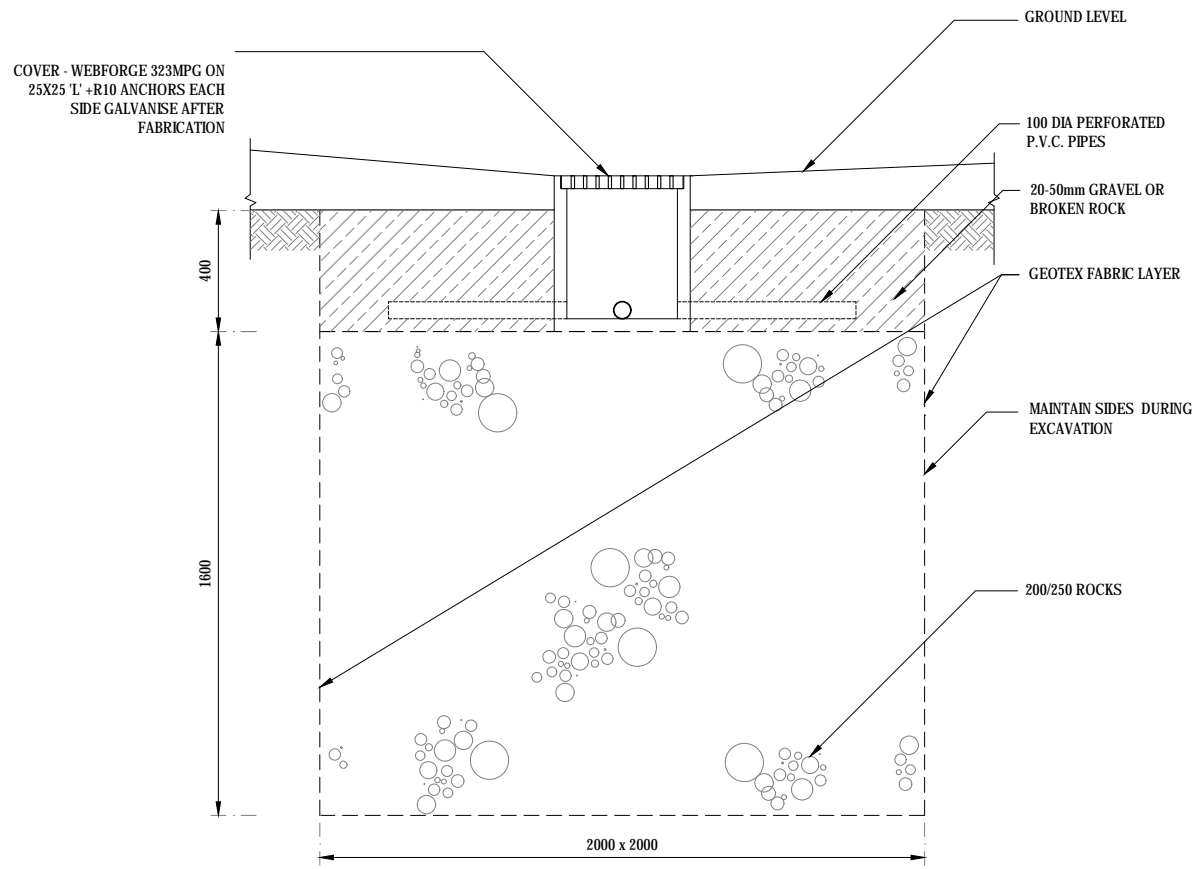 GROUND LEVEL
COVER - WEBFORGE 323MPG ON
25X25 'L' +R10 ANCHORS EACH
SIDE GALVANISE AFTER
FABRICATION
100 DIA PERFORATED
P.V.C. PIPES
20-50mm GRAVEL OR
BROKEN ROCK
400
GEOTEX FABRIC LAYER
MAINTAIN SIDES DURING
EXCAVATION
1600
200/250 ROCKS
2000 x 2000